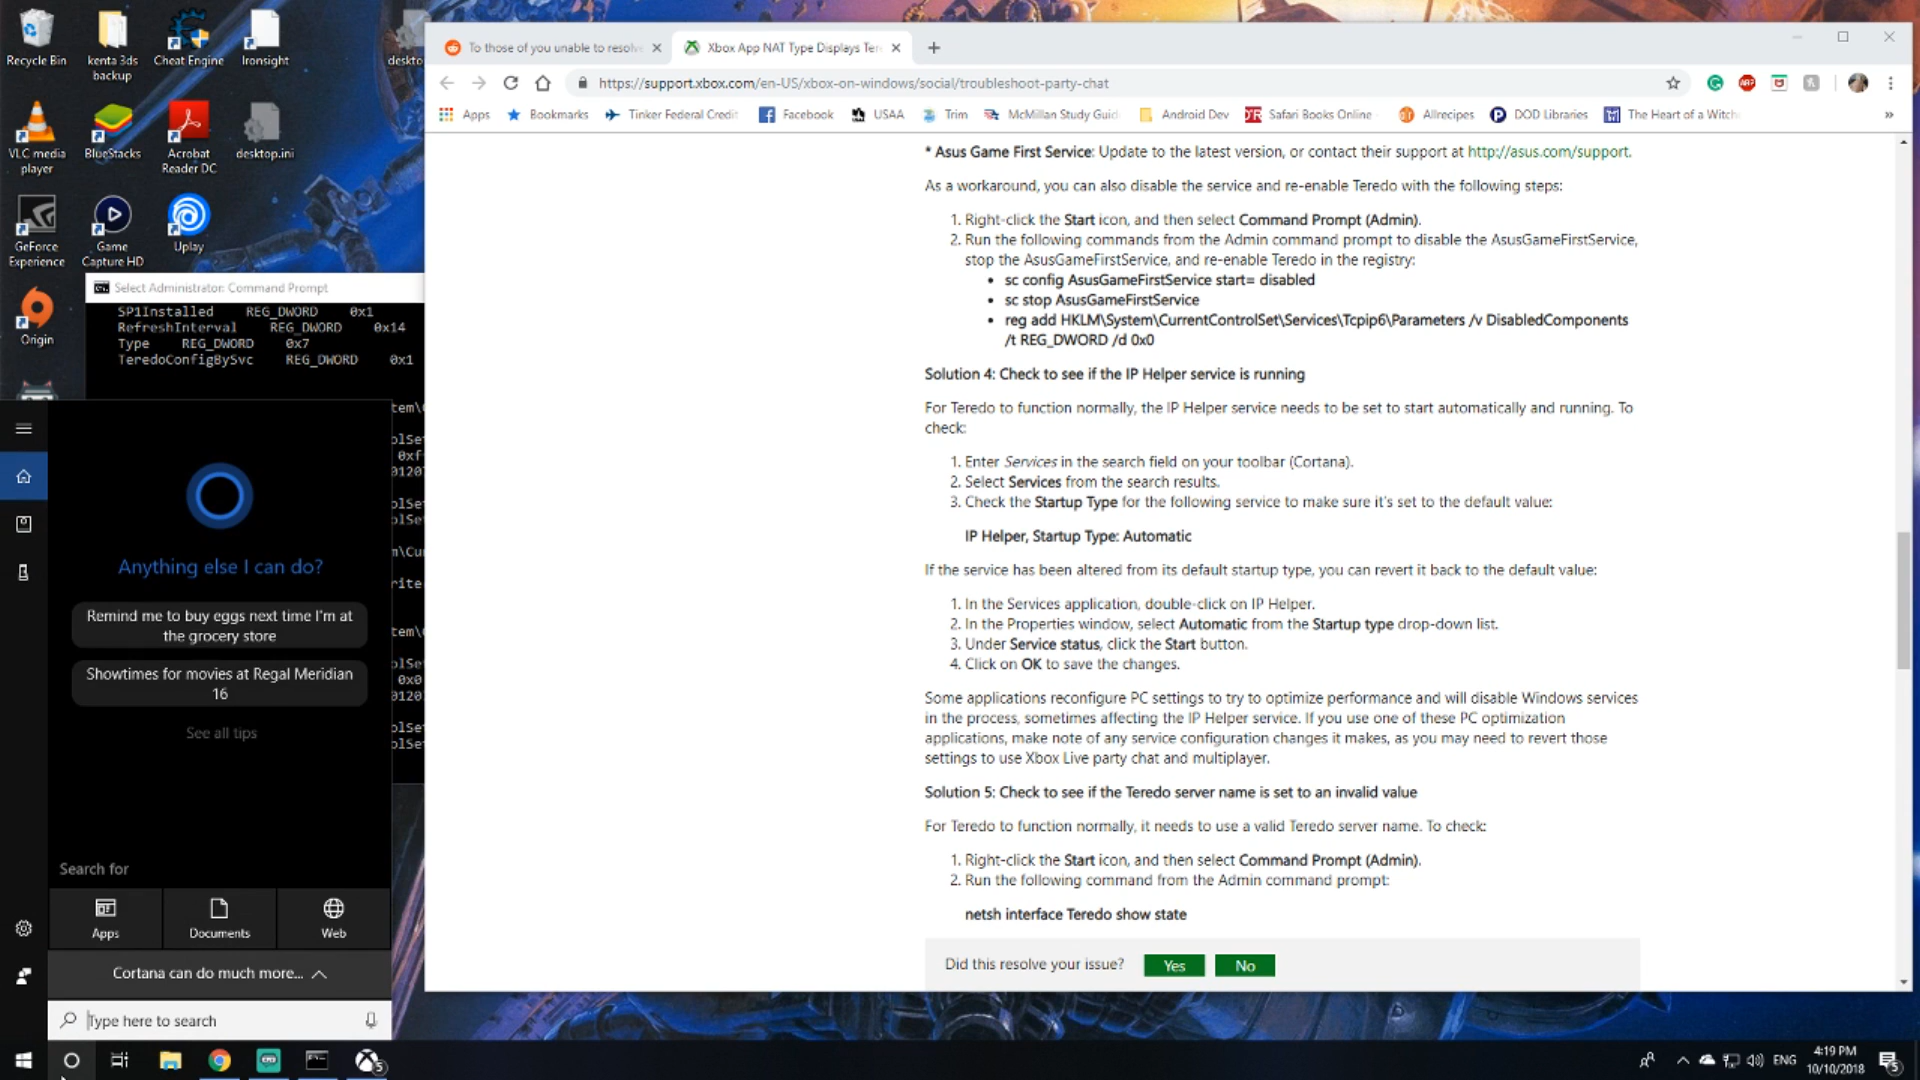 Recycle Bin
kenta 3ds
backup
Cheat Engine
Ironsight
VLC media
player
BlueStacks
Acrobat
Reader DC
desktop.ini
GeForce
Experience
Game
Capture HD
Uplay
Origin
Select Administrator: Command Prompt
SP1Installed REG_DWORD 0x1
RefreshInterval REG_DWORD 0x14
Type REG_DWORD 0x7
TeredoConfigBySvc REG_DWORD 0x1
Anything else I can do?
Remind me to buy eggs next time I'm at
the grocery store
Showtimes for movies at Regal Meridian
16
See all tips
Search for
Apps
Documents
Web
Cortana can do much more...
Type here to search
To those of you unable to
Xbox App NAT Type Displays
https://support.xbox.com/en-US/xbox-on-windows/social/troubleshoot-party-chat
Apps
Bookmarks
Tinker Federal Credit
Facebook
USAA
Trim
McMillan Study
Android Dev
Safari Books Online
Allrecipes
DOD Libraries
The Heart of a
* Asus Game First Service: Update to the latest version, or contact their support at http://asus.com/support.
As a workaround, you can also disable the service and re-enable Teredo with the following steps:
1. Right-click the Start icon, and then select Command Prompt (Admin).
2. Run the following commands from the Admin command prompt to disable the AsusGameFirstService,
stop the AsusGameFirstService, and re-enable Teredo in the registry:
• sc config AsusGameFirstService start= disabled
• sc stop AsusGameFirstService
• reg add HKLM\System\CurrentControlSet\Services\Tcpip6\Parameters /v DisabledComponents
/t REG_DWORD /d 0x0
Solution 4: Check to see if the IP Helper service is running
For Teredo to function normally, the IP Helper service needs to be set to start automatically and running. To
check:
1. Enter Services in the search field on your toolbar (Cortana).
2. Select Services from the search results.
3. Check the Startup Type for the following service to make sure it's set to the default value:
IP Helper, Startup Type: Automatic
If the service has been altered from its default startup type, you can revert it back to the default value:
1. In the Services application, double-click on IP Helper.
2. In the Properties window, select Automatic from the Startup type drop-down list.
3. Under Service status, click the Start button.
4. Click on OK to save the changes.
Some applications reconfigure PC settings to try to optimize performance and will disable Windows services
in the process, sometimes affecting the IP Helper service. If you use one of these PC optimization
applications, make note of any service configuration changes it makes, as you may need to revert those
settings to use Xbox Live party chat and multiplayer.
Solution 5: Check to see if the Teredo server name is set to an invalid value
For Teredo to function normally, it needs to use a valid Teredo server name. To check:
1. Right-click the Start icon, and then select Command Prompt (Admin).
2. Run the following command from the Admin command prompt:
netsh interface Teredo show state
Did this resolve your issue?
Yes
No
ENG
4:19 PM
10/10/2018